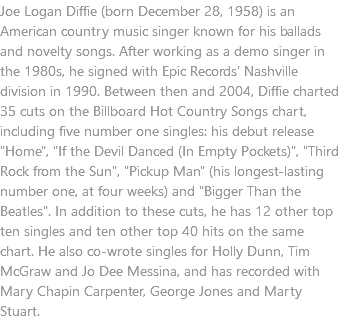 Joe Logan Diffie (born December 28, 1958) is an
American country music singer known for his ballads
and novelty songs. After working as a demo singer in
the 1980s, he signed with Epic Records' Nashville
division in 1990. Between then and 2004, Diffie charted
35 cuts on the Billboard Hot Country Songs chart,
including five number one singles: his debut release
"Home", "If the Devil Danced (In Empty Pockets)", "Third
Rock from the Sun", "Pickup Man" (his longest-lasting
number one, at four weeks) and "Bigger Than the
Beatles". In addition to these cuts, he has 12 other top
ten singles and ten other top 40 hits on the same
chart. He also co-wrote singles for Holly Dunn, Tim
McGraw and Jo Dee Messina, and has recorded with
Mary Chapin Carpenter, George Jones and Marty
Stuart.